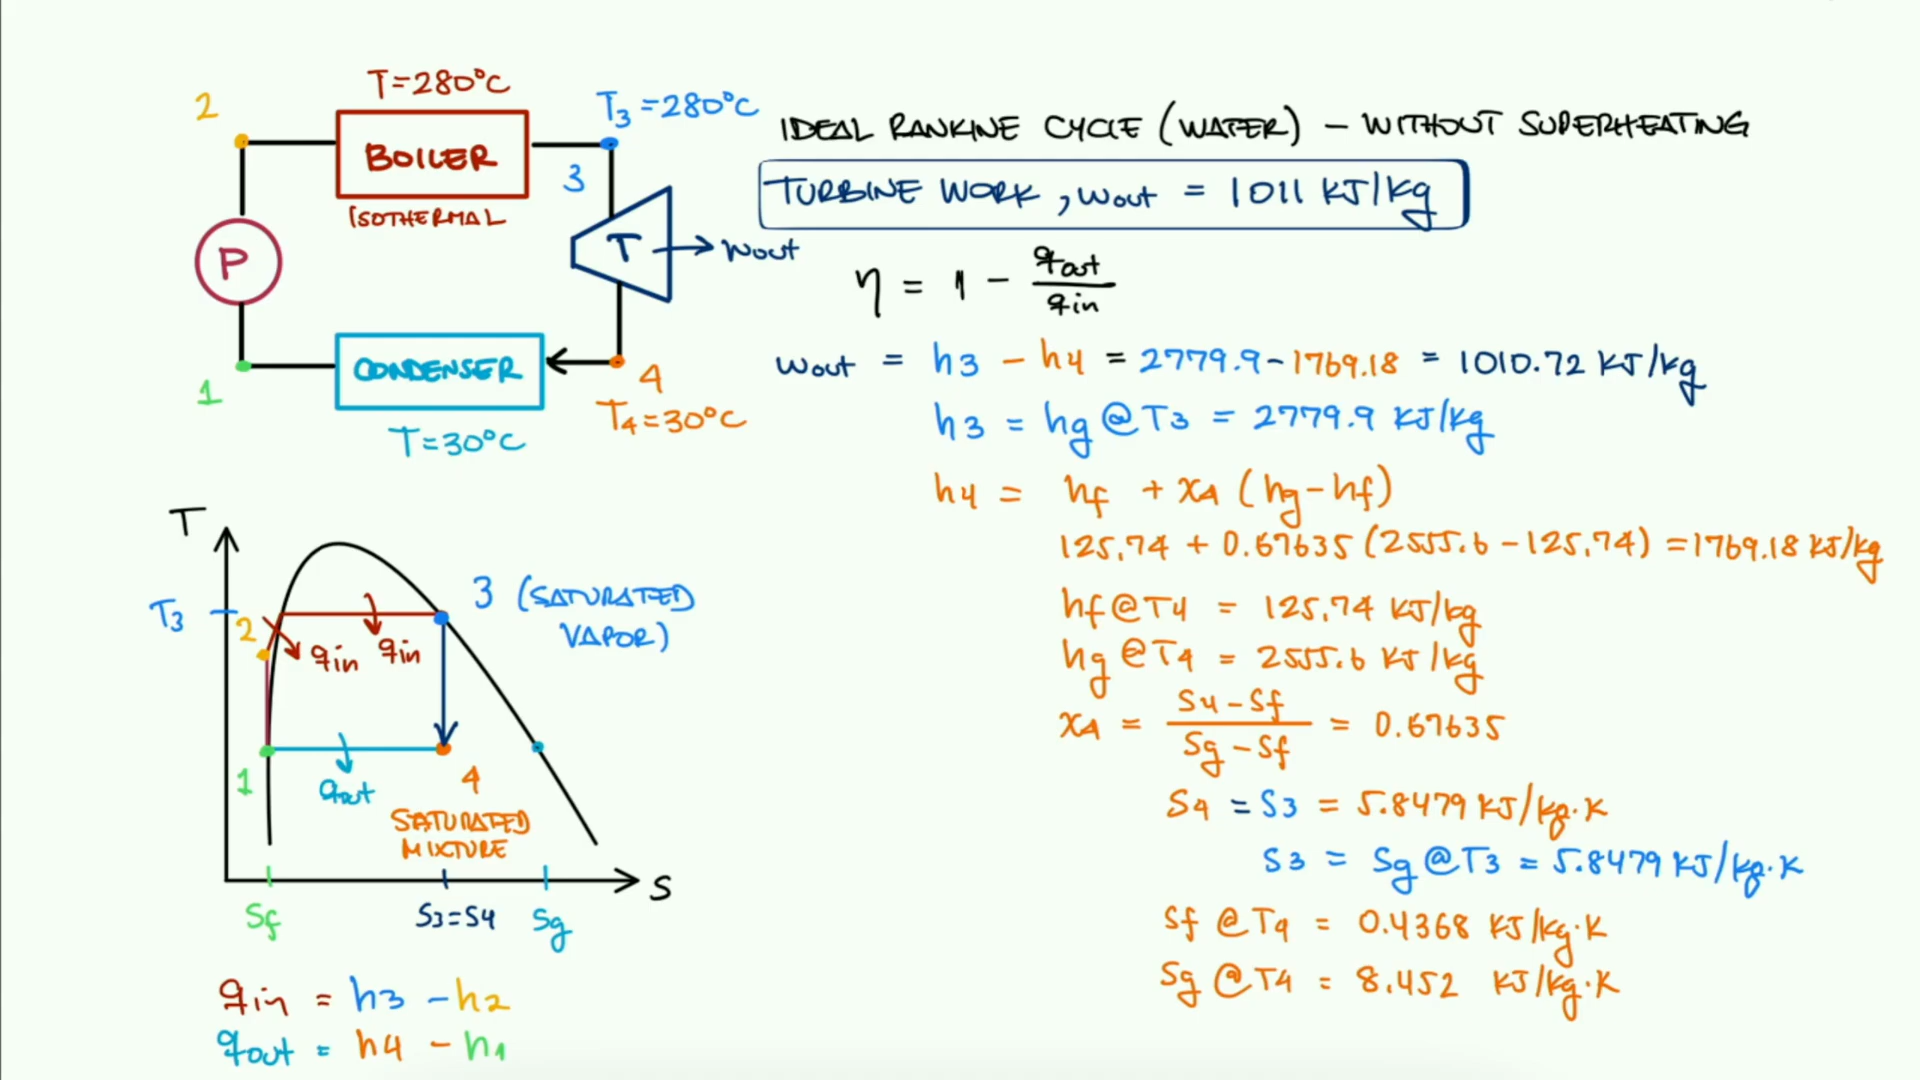 T=280°C
2
BOILER
ISOTHERMAL
T3=280°C
3
P
T
Wout
1
CONDENSER
T=30°C
4
T4=30°C
IDEAL RANKINE CYCLE (WATER) – WITHOUT SUPERHEATING
TURBINE WORK, Wout = 1011 KJ/Kg
η = 1 - qout/qin
Wout = h3 - h4 = 2779.9-1769.18 = 1010.72 KJ/Kg
h3 = hg @T3 = 2779.9 KJ/Kg
h4 = hf + X4 (hg-hf)
125.74 + 0.67635 (2555.6 - 125.74) = 1769.18 KJ/kg
hf @T4 = 125.74 KJ/kg
hg @T4 = 2555.6 KJ/kg
X4 = S4-Sf/Sg-Sf = 0.67635
S4 = S3 = 5.8479 KJ/kg·K
S3 = Sg @T3 = 5.8479 KJ/kg·K
Sf @T4 = 0.4368 KJ/kg·K
Sg @T4 = 8.452 KJ/kg·K
T
T3
2
qin
qin
3 (SATURATED
VAPOR)
1
qout
4
SATURATED
MIXTURE
S
Sf
S3=S4
Sg
qin = h3 - h2
qout = h4 - h1